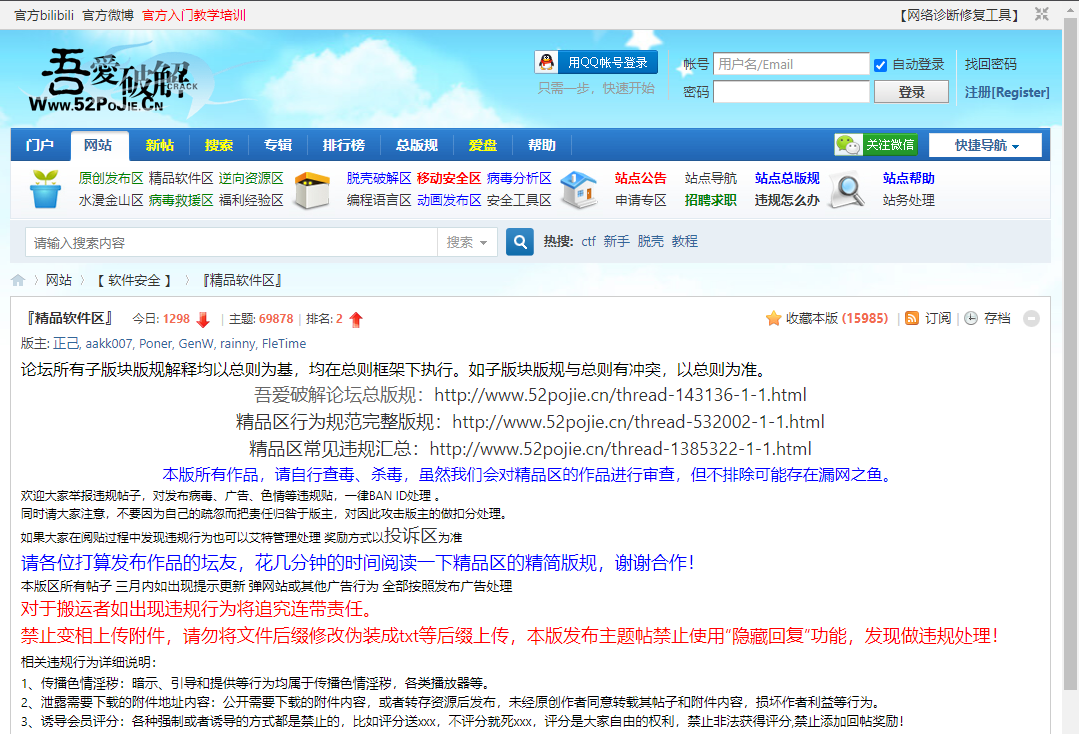 官方bilibili 官方微博 官方入门教学培训 【网络诊断修复工具】
吾愛破解 CRACK
www.52PoJie.Cn
用QQ帐号登录
只需一步，快速开始
帐号 用户名/Email 自动登录 找回密码
密码 登录 注册[Register]
门户 网站 新帖 搜索 专辑 排行榜 总版规 爱盘 帮助 关注微信 快捷导航
原创发布区 精品软件区 逆向资源区 脱壳破解区 移动安全区 病毒分析区 站点公告 站点导航 站点总版规 站点帮助
水漫金山区 病毒救援区 福利经验区 编程语言区 动画发布区 安全工具区 申请专区 招聘求职 违规怎么办 站务处理
请输入搜索内容 搜索 热搜: ctf 新手 脱壳 教程
网站 【 软件安全 】 『精品软件区』
『精品软件区』 今日: 1298 | 主题: 69878 | 排名: 2 收藏本版 (15985) | 订阅 | 存档
版主: 正己, aakk007, Poner, GenW, rainny, FleTime
论坛所有子版块版规解释均以总则为基，均在总则框架下执行。如子版块版规与总则有冲突，以总则为准。
吾爱破解论坛总版规：http://www.52pojie.cn/thread-143136-1-1.html
精品区行为规范完整版规：http://www.52pojie.cn/thread-532002-1-1.html
精品区常见违规汇总：http://www.52pojie.cn/thread-1385322-1-1.html
本版所有作品，请自行查毒、杀毒，虽然我们会对精品区的作品进行审查，但不排除可能存在漏网之鱼。
欢迎大家举报违规帖子，对发布病毒、广告、色情等违规贴，一律BAN ID处理 。
同时请大家注意，不要因为自己的疏忽而把责任归咎于版主，对因此攻击版主的做扣分处理。
如果大家在阅贴过程中发现违规行为也可以艾特管理处理 奖励方式以投诉区为准
请各位打算发布作品的坛友，花几分钟的时间阅读一下精品区的精简版规，谢谢合作！
本版区所有帖子 三月内如出现提示更新 弹网站或其他广告行为 全部按照发布广告处理
对于搬运者如出现违规行为将追究连带责任。
禁止变相上传附件，请勿将文件后缀修改伪装成txt等后缀上传，本版发布主题帖禁止使用“隐藏回复”功能，发现做违规处理！
相关违规行为详细说明：
1、传播色情淫秽：暗示、引导和提供等行为均属于传播色情淫秽，各类播放器等。
2、泄露需要下载的附件地址内容：公开需要下载的附件内容，或者转存资源后发布，未经原创作者同意转载其帖子和附件内容，损坏作者利益等行为。
3、诱导会员评分：各种强制或者诱导的方式都是禁止的，比如评分送xxx，不评分就死xxx，评分是大家自由的权利，禁止非法获得评分,禁止添加回帖奖励！